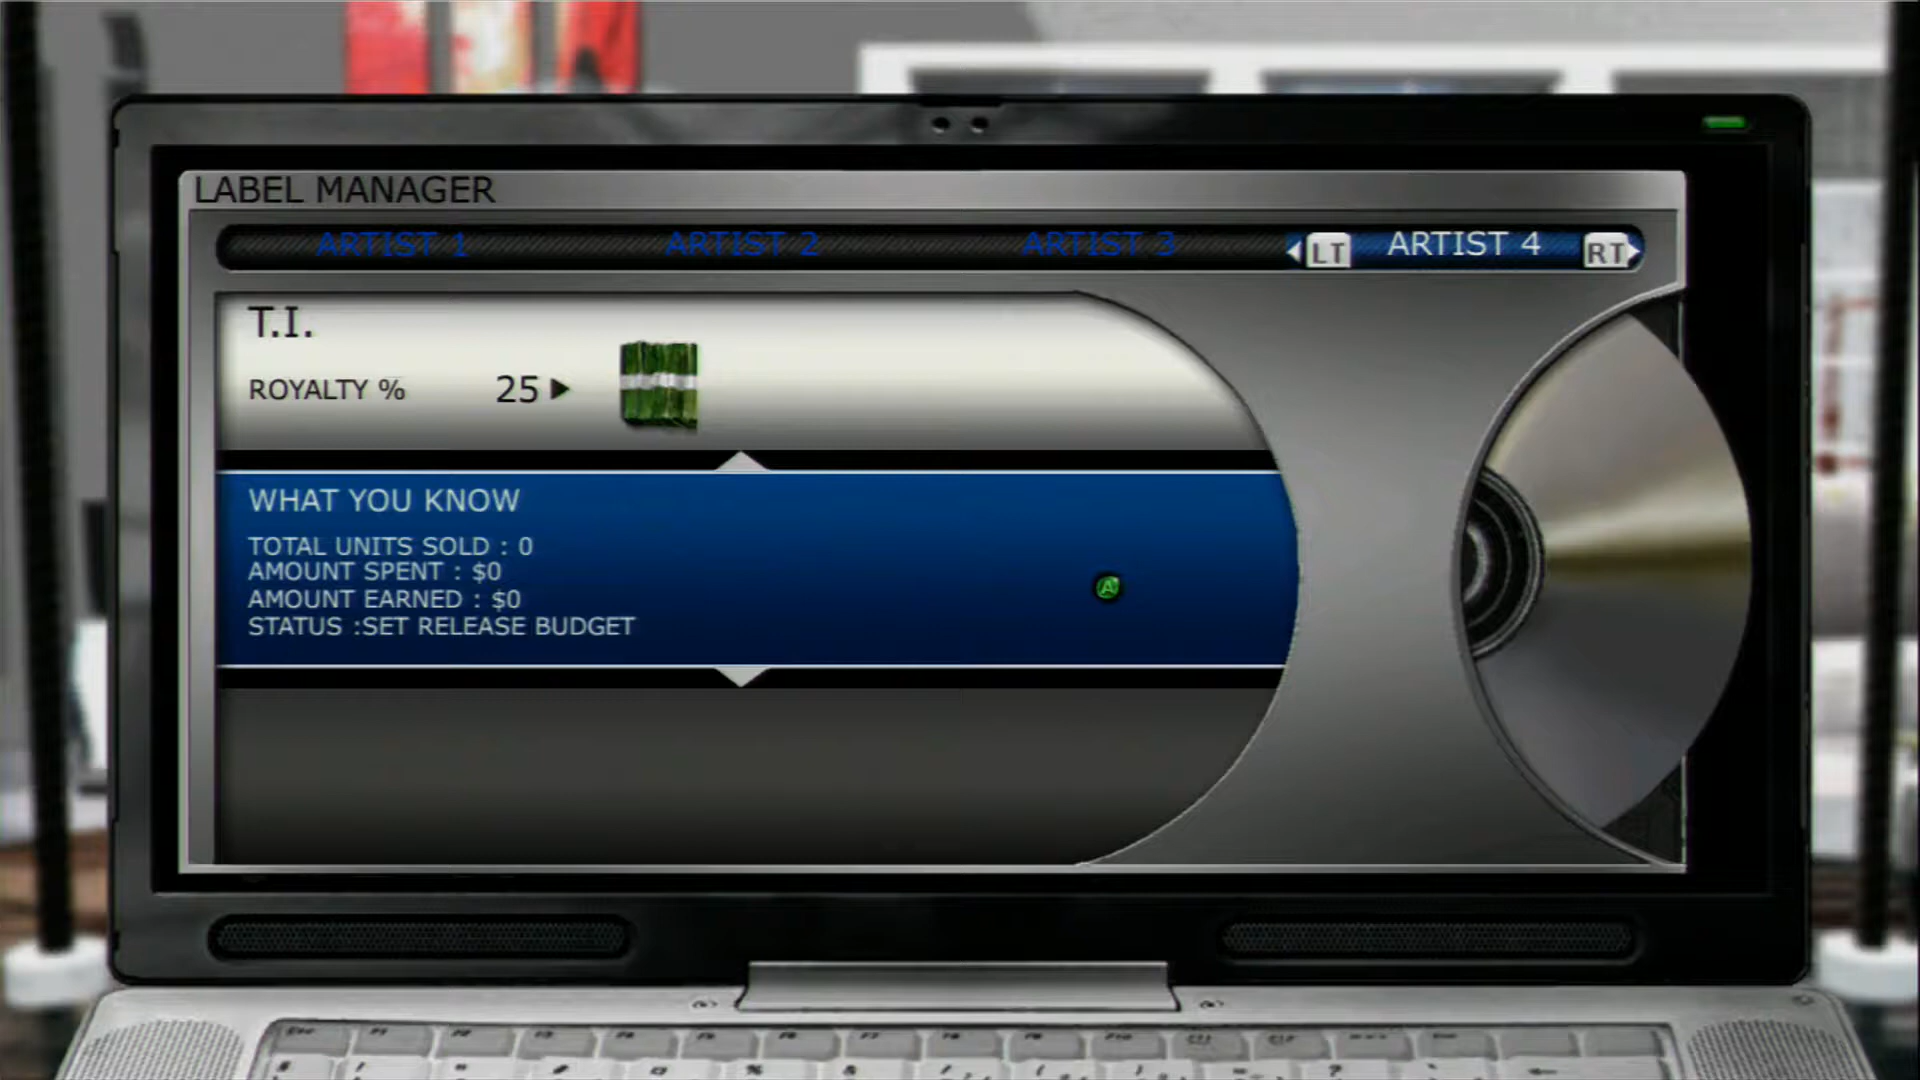 LABEL MANAGER
ARTIST 1 ARTIST 2 ARTIST 3 LT ARTIST 4 RT
T.I.
ROYALTY % 25
WHAT YOU KNOW
TOTAL UNITS SOLD : 0
AMOUNT SPENT : $0
A
AMOUNT EARNED : $0
STATUS :SET RELEASE BUDGET